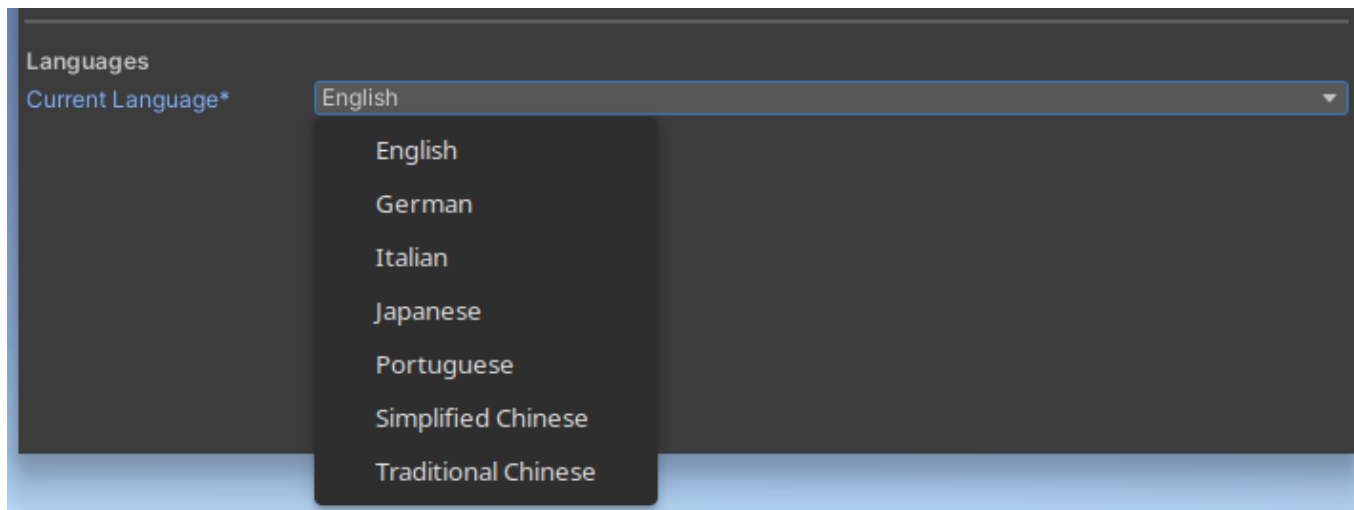 Languages
Current Language* English
English
German
Italian
Japanese
Portuguese
Simplified Chinese
Traditional Chinese